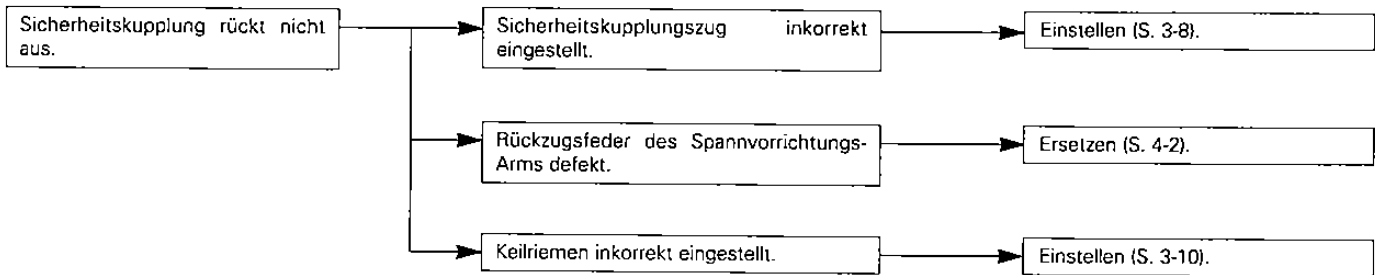 Sicherheitskupplung rückt nicht
aus.
Sicherheitskupplungszug inkorrekt
eingestellt.
Einstellen (S. 3-8).
Rückzugsfeder des Spannvorrichtungs-
Arms defekt.
Ersetzen (S. 4-2).
Keilriemen inkorrekt eingestellt.
Einstellen (S. 3-10).